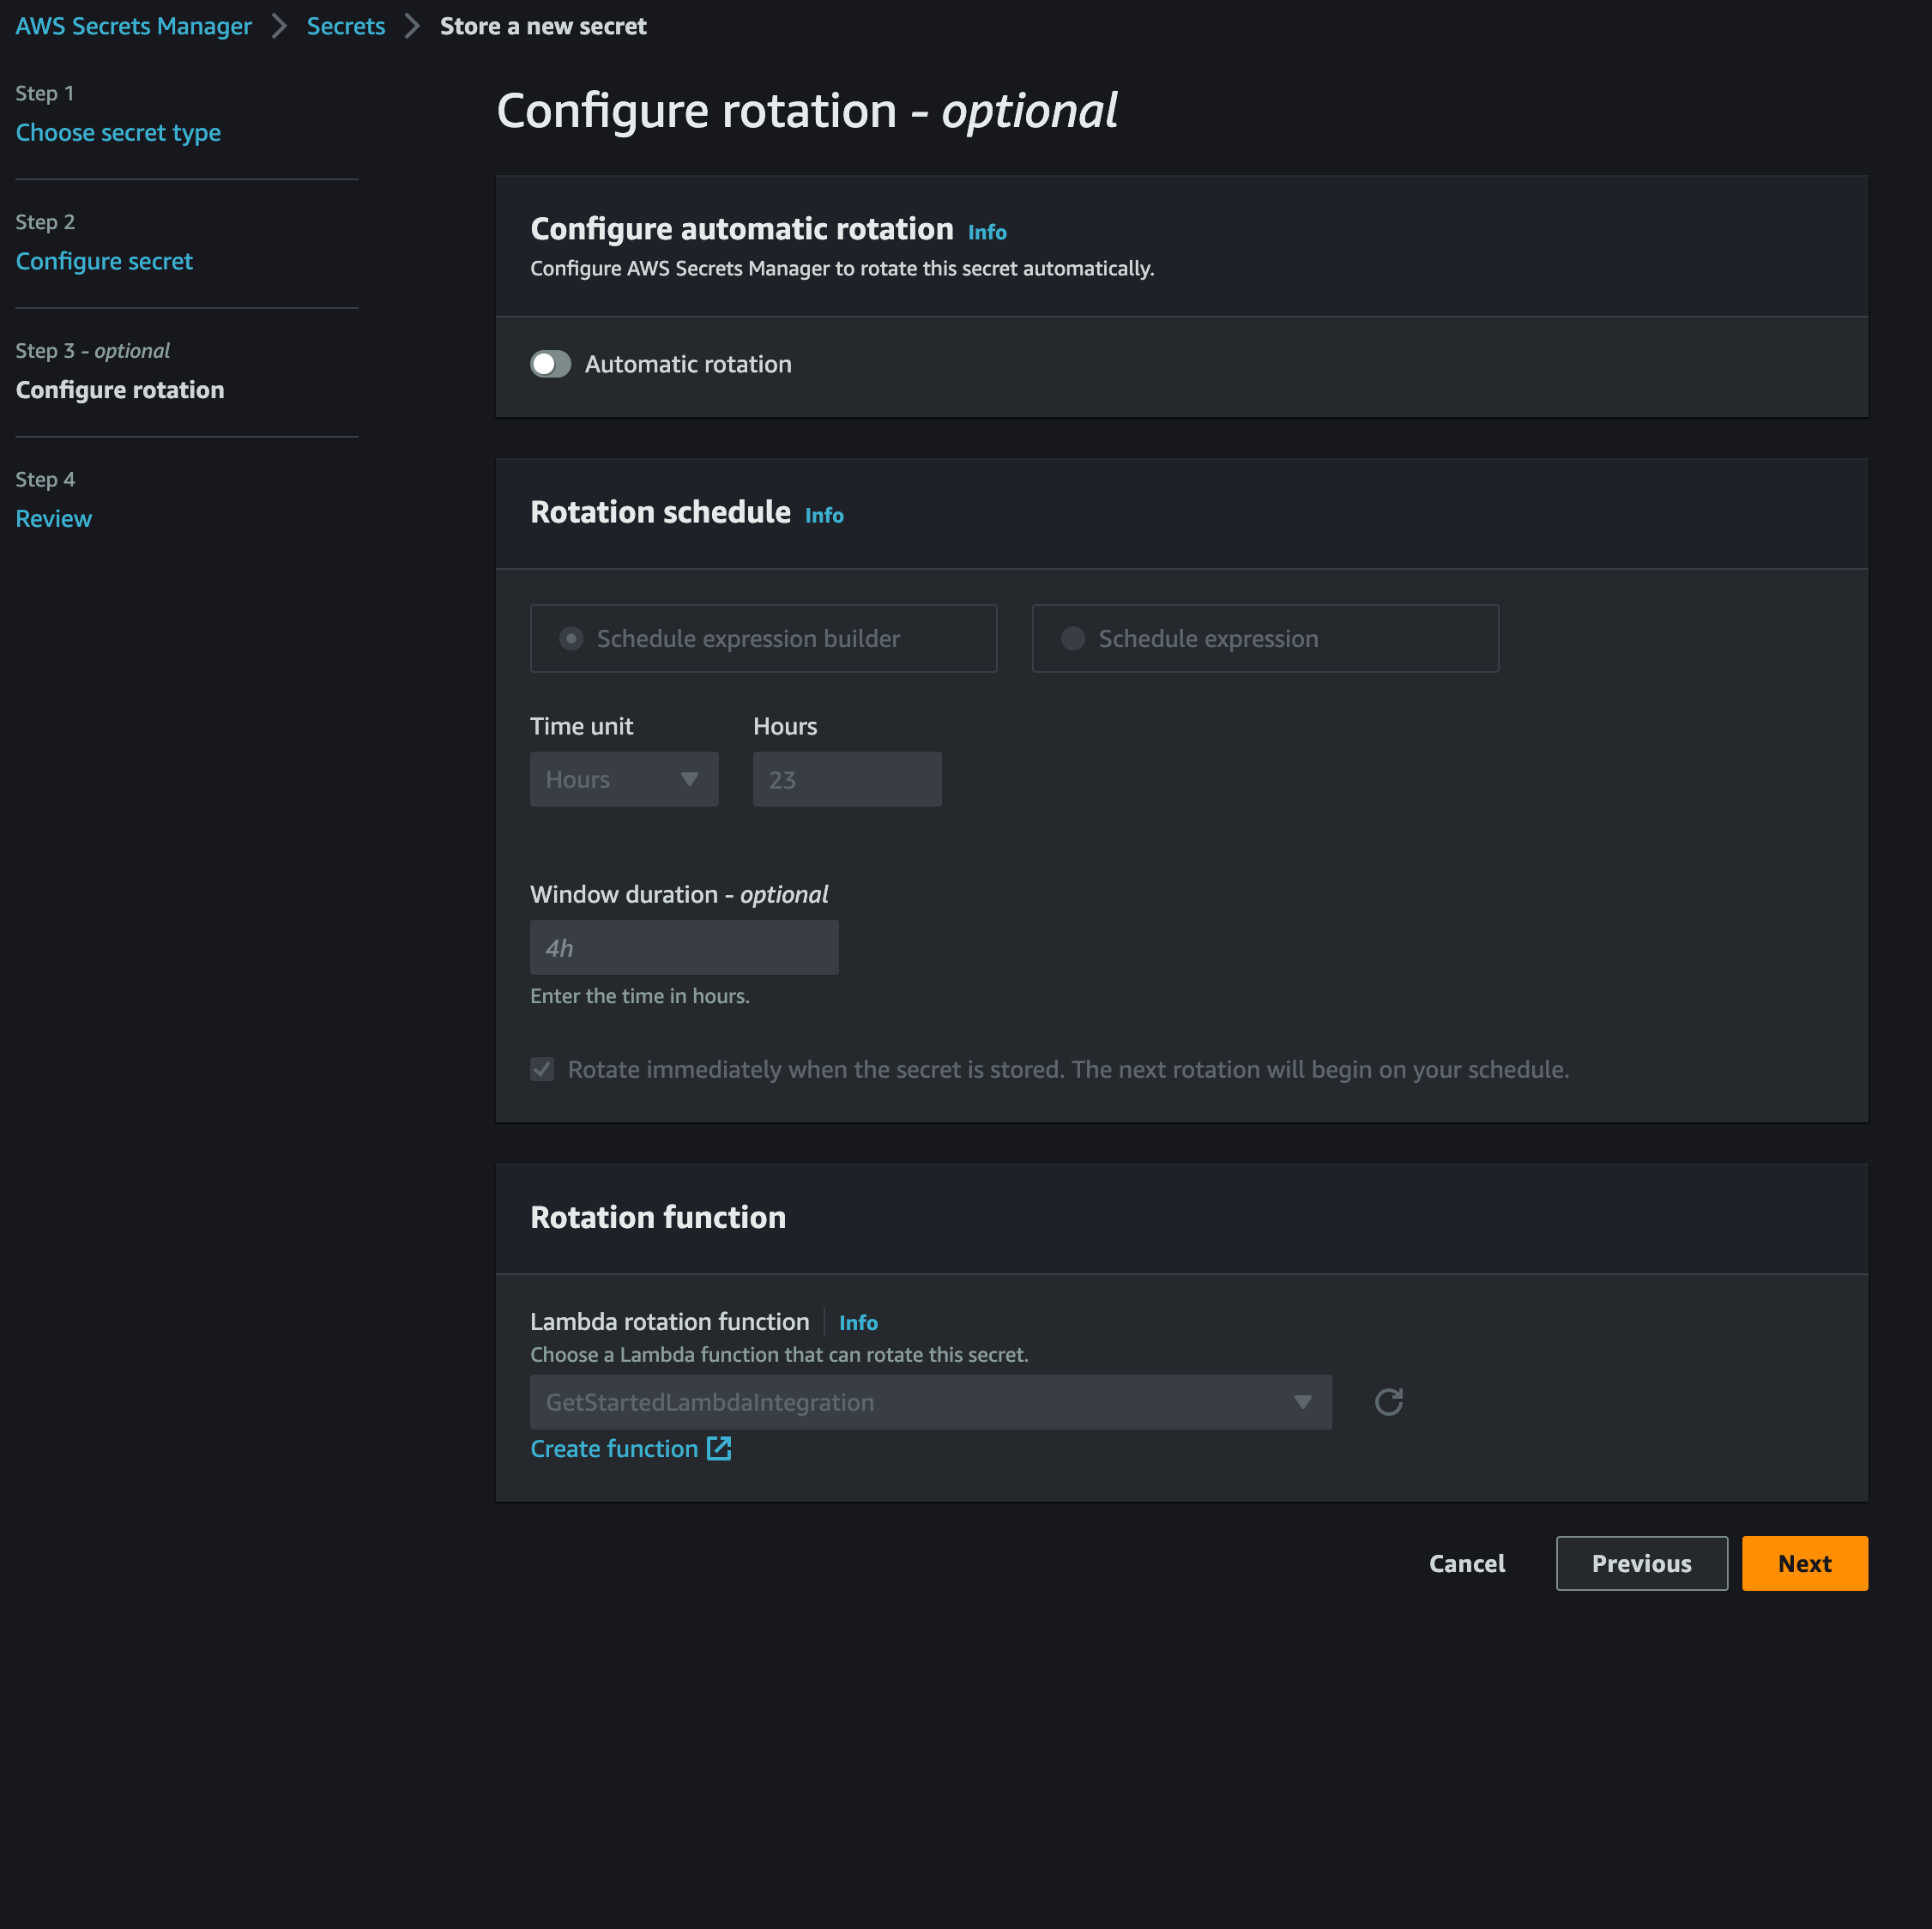 AWS Secrets Manager > Secrets > Store a new secret
Step 1
Choose secret type
Step 2
Configure secret
Step 3 - optional
Configure rotation
Step 4
Review
Configure rotation - optional
Configure automatic rotation Info
Configure AWS Secrets Manager to rotate this secret automatically.
Automatic rotation
Rotation schedule Info
Schedule expression builder Schedule expression
Time unit Hours
Hours 23
Window duration - optional
4h
Enter the time in hours.
Rotate immediately when the secret is stored. The next rotation will begin on your schedule.
Rotation function
Lambda rotation function Info
Choose a Lambda function that can rotate this secret.
GetStartedLambdaIntegration
Create function
Cancel Previous Next